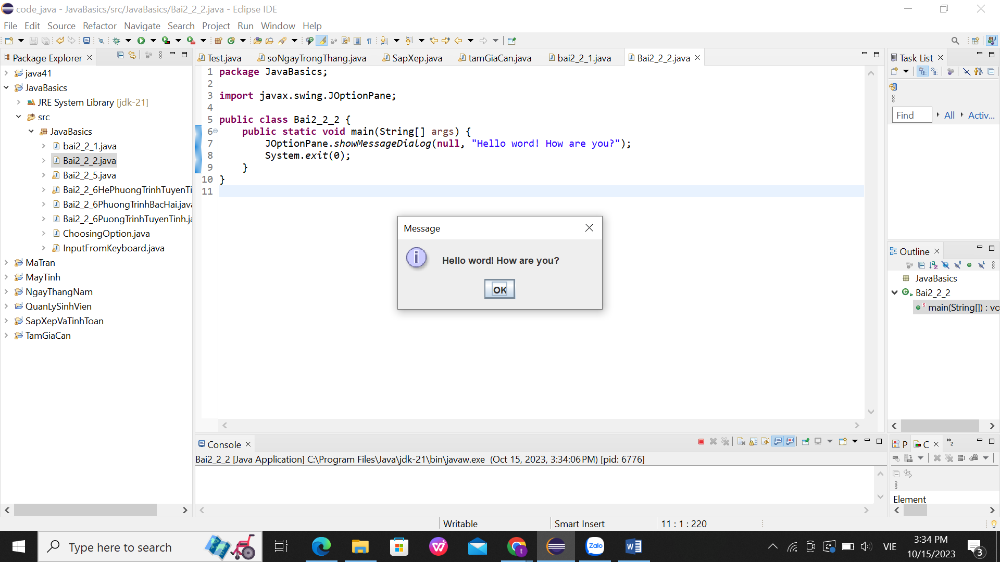 code_java - JavaBasics/src/JavaBasics/Bai2_2_2.java - Eclipse IDE
File Edit Source Refactor Navigate Search Project Run Window Help
Package Explorer
java41
JavaBasics
JRE System Library [jdk-21]
src
JavaBasics
bai2_2_1.java
Bai2_2_2.java
Bai2_2_5.java
Bai2_2_6HePhuongTrinhTuyenTi
Bai2_2_6PhuongTrinhBacHai.java
Bai2_2_6PuongTrinhTuyenTinh.ja
ChoosingOption.java
InputFromKeyboard.java
MaTran
MayTinh
NgayThangNam
QuanLySinhVien
SapXepVaTinhToan
TamGiaCan
Test.java soNgayTrongThang.java SapXep.java tamGiaCan.java bai2_2_1.java Bai2_2_2.java
1 package JavaBasics;
2
3 import javax.swing.JOptionPane;
4
5 public class Bai2_2_2 {
6 public static void main(String[] args) {
7 JOptionPane.showMessageDialog(null, "Hello word! How are you?");
8 System.exit(0);
9 }
10 }
11
Message
Hello word! How are you?
OK
Console
Bai2_2_2 [Java Application] C:\Program Files\Java\jdk-21\bin\javaw.exe (Oct 15, 2023, 3:34:06 PM) [pid: 6776]
Task List
Find All Activ...
Outline
JavaBasics
Bai2_2_2
main(String[]) : vo
P C 2
Element
Writable Smart Insert 11 : 1 : 220
Type here to search
Zalo
VIE
3:34 PM
10/15/2023
3